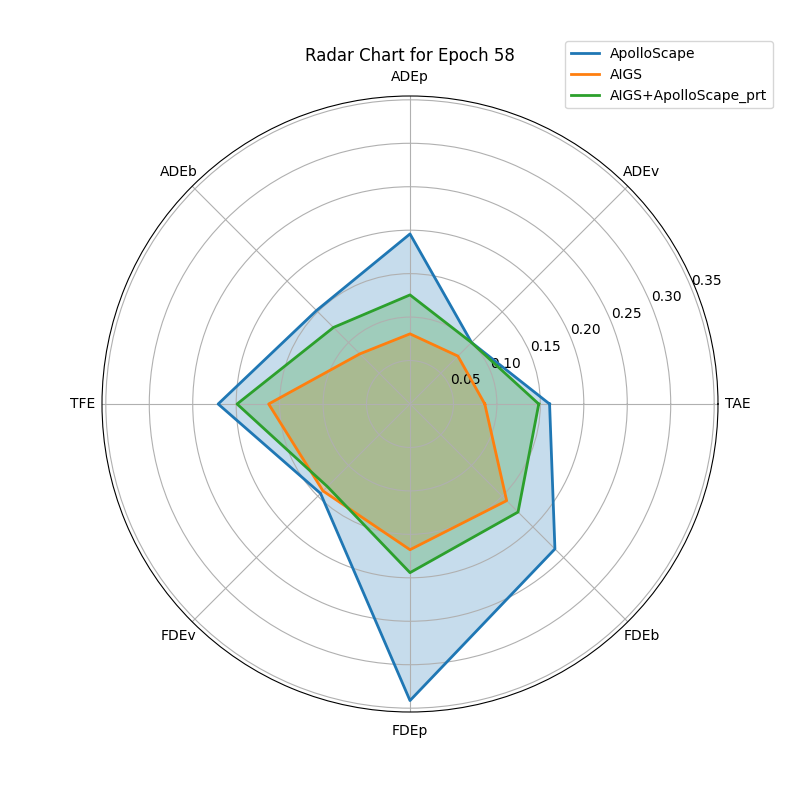 Radar Chart for Epoch 58
ApolloScape
AIGS
AIGS+ApolloScape_prt
ADEp
ADEb
ADEv
0.35
0.30
0.25
0.20
0.15
0.10
0.05
TFE
TAE
FDEv
FDEb
FDEp